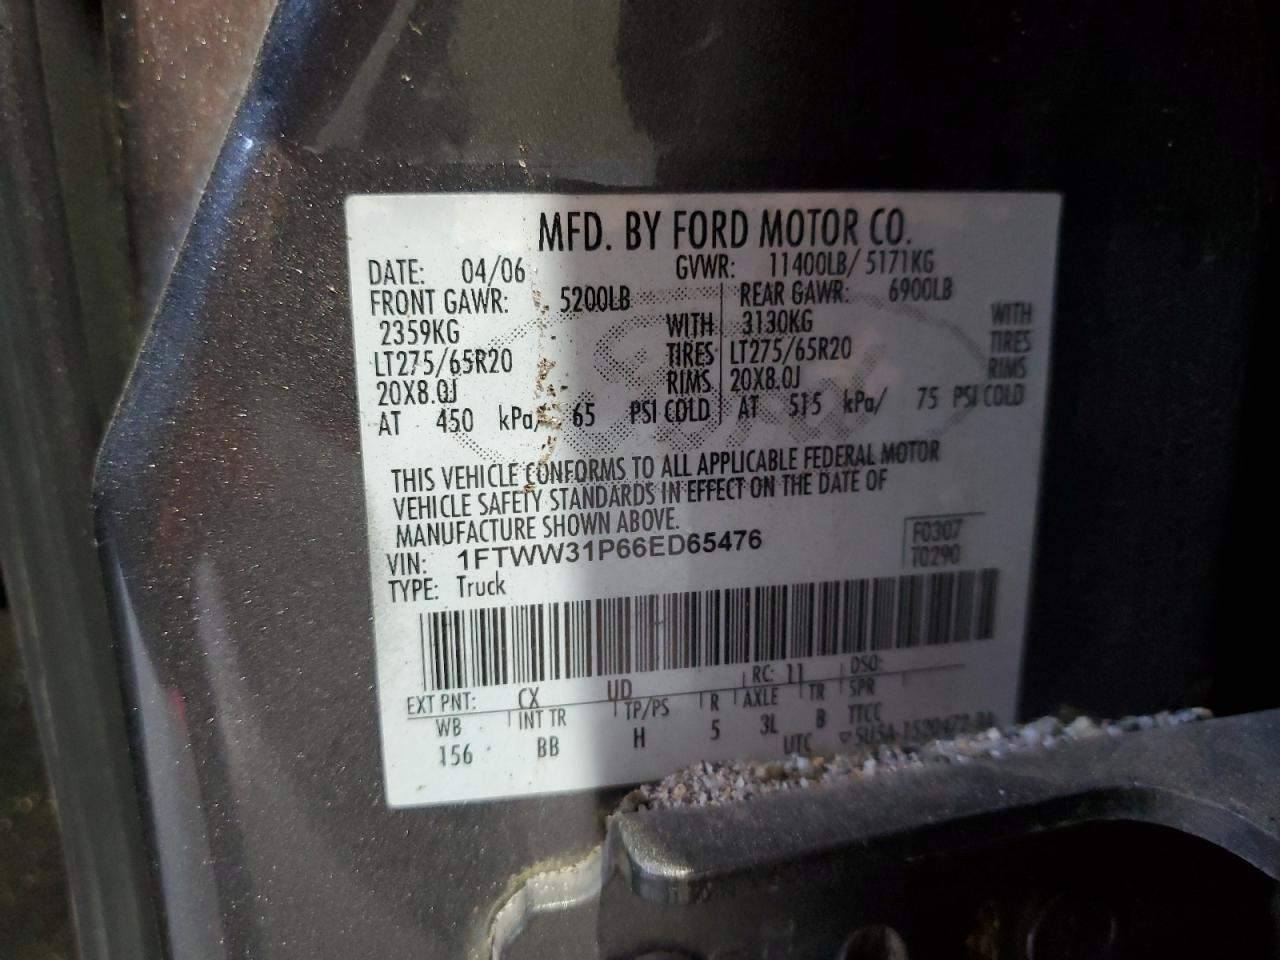 MFD. BY FORD MOTOR CO.
DATE: 04/06 GVWR: 11400LB/ 5171KG
FRONT GAWR: 5200LB REAR GAWR: 6900LB
2359KG WITH 3130KG WITH
LT275/65R20 TIRES LT275/65R20 TIRES
20X8.0J RIMS 20X8.0J RIMS
AT 450 kPa/ 65 PSI COLD AT 515 kPa/ 75 PSI COLD
THIS VEHICLE CONFORMS TO ALL APPLICABLE FEDERAL MOTOR
VEHICLE SAFETY STANDARDS IN EFFECT ON THE DATE OF
MANUFACTURE SHOWN ABOVE.
VIN: 1FTWW31P66ED65476 F0307
TYPE: Truck T0290
EXT PNT: CX UD RC: 11 DSO:
WB INT TR TP/PS R AXLE TR SPR
156 BB H 5 3L B TTCC
UTC